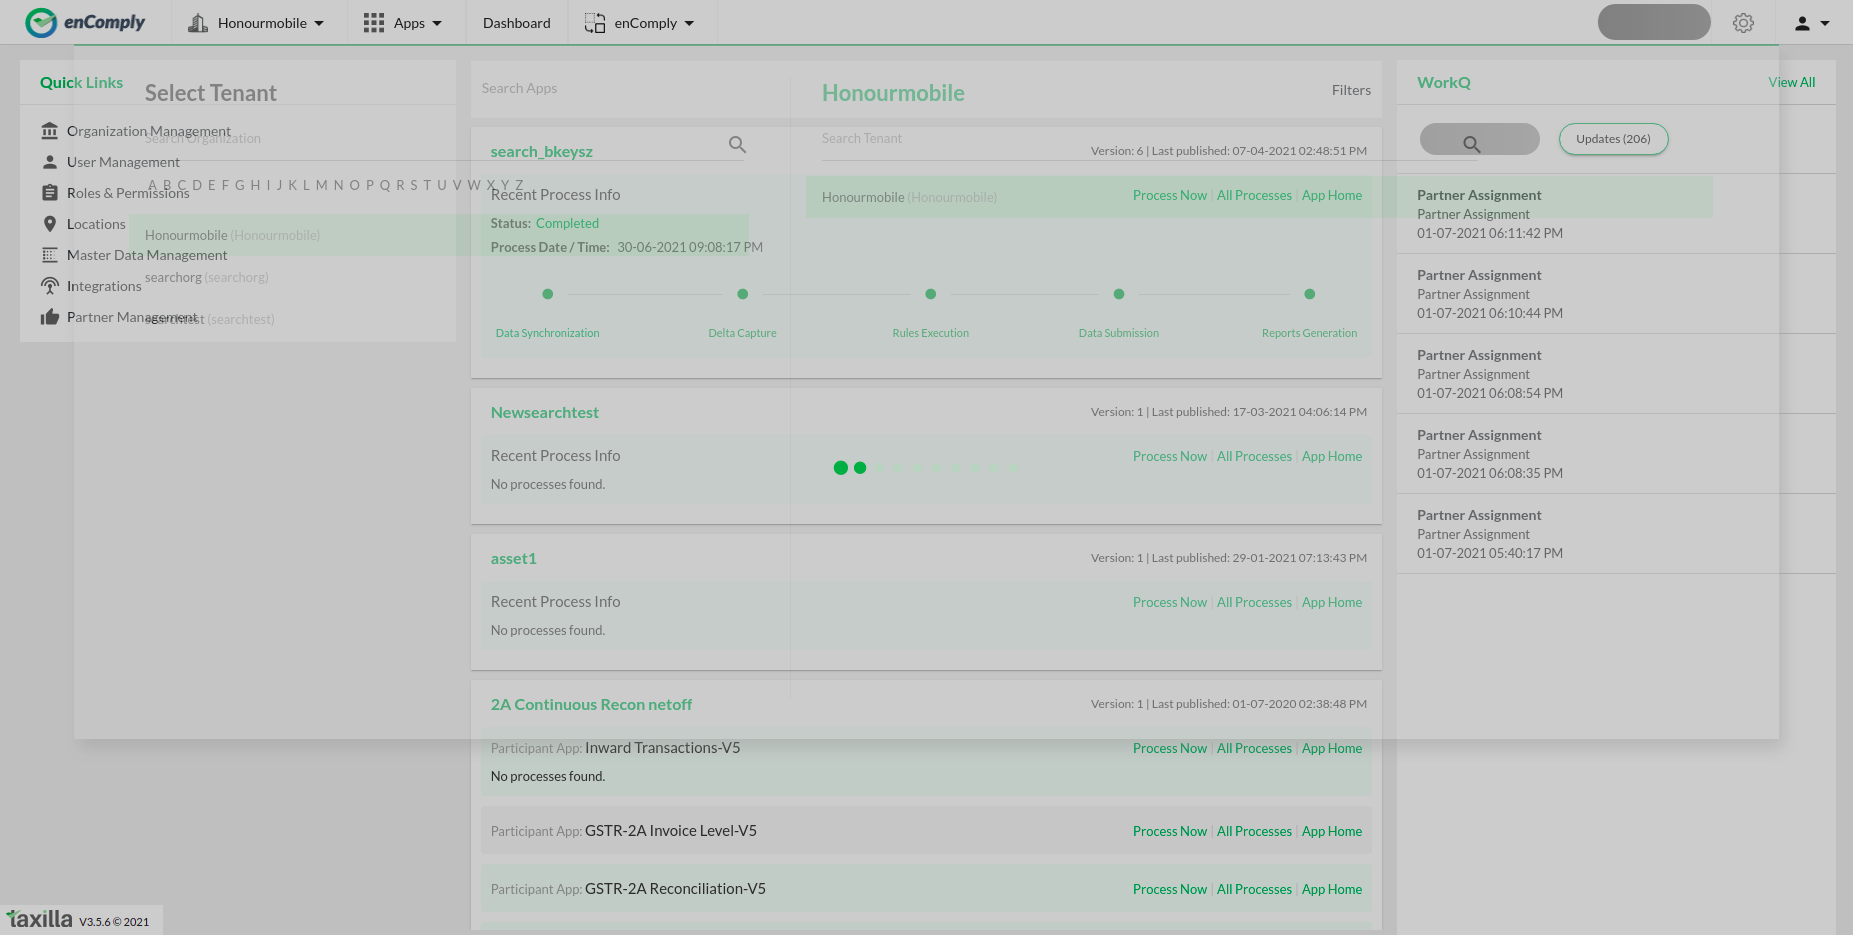 enComply
Honourmobile
Apps
Dashboard
enComply
Quick Links
Organization Management
User Management
Roles & Permissions
Locations
Master Data Management
Integrations
Partner Management
Select Tenant
Search Organization
A B C D E F G H I J K L M N O P Q R S T U V W X Y Z
Honourmobile (Honourmobile)
searchorg (searchorg)
searchtest (searchtest)
Honourmobile
Search Tenant
Honourmobile (Honourmobile)
Search Apps
Filters
search_bkeysz
Version: 6 | Last published: 07-04-2021 02:48:51 PM
Recent Process Info
Process Now | All Processes | App Home
Status: Completed
Process Date / Time: 30-06-2021 09:08:17 PM
Data Synchronization
Delta Capture
Rules Execution
Data Submission
Reports Generation
Newsearchtest
Version: 1 | Last published: 17-03-2021 04:06:14 PM
Recent Process Info
Process Now | All Processes | App Home
No processes found.
asset1
Version: 1 | Last published: 29-01-2021 07:13:43 PM
Recent Process Info
Process Now | All Processes | App Home
No processes found.
2A Continuous Recon netoff
Version: 1 | Last published: 01-07-2020 02:38:48 PM
Participant App: Inward Transactions-V5
Process Now | All Processes | App Home
No processes found.
Participant App: GSTR-2A Invoice Level-V5
Process Now | All Processes | App Home
Participant App: GSTR-2A Reconciliation-V5
Process Now | All Processes | App Home
WorkQ
View All
Updates (206)
Partner Assignment
Partner Assignment
01-07-2021 06:11:42 PM
Partner Assignment
Partner Assignment
01-07-2021 06:10:44 PM
Partner Assignment
Partner Assignment
01-07-2021 06:08:54 PM
Partner Assignment
Partner Assignment
01-07-2021 06:08:35 PM
Partner Assignment
Partner Assignment
01-07-2021 05:40:17 PM
taxilla V3.5.6 © 2021